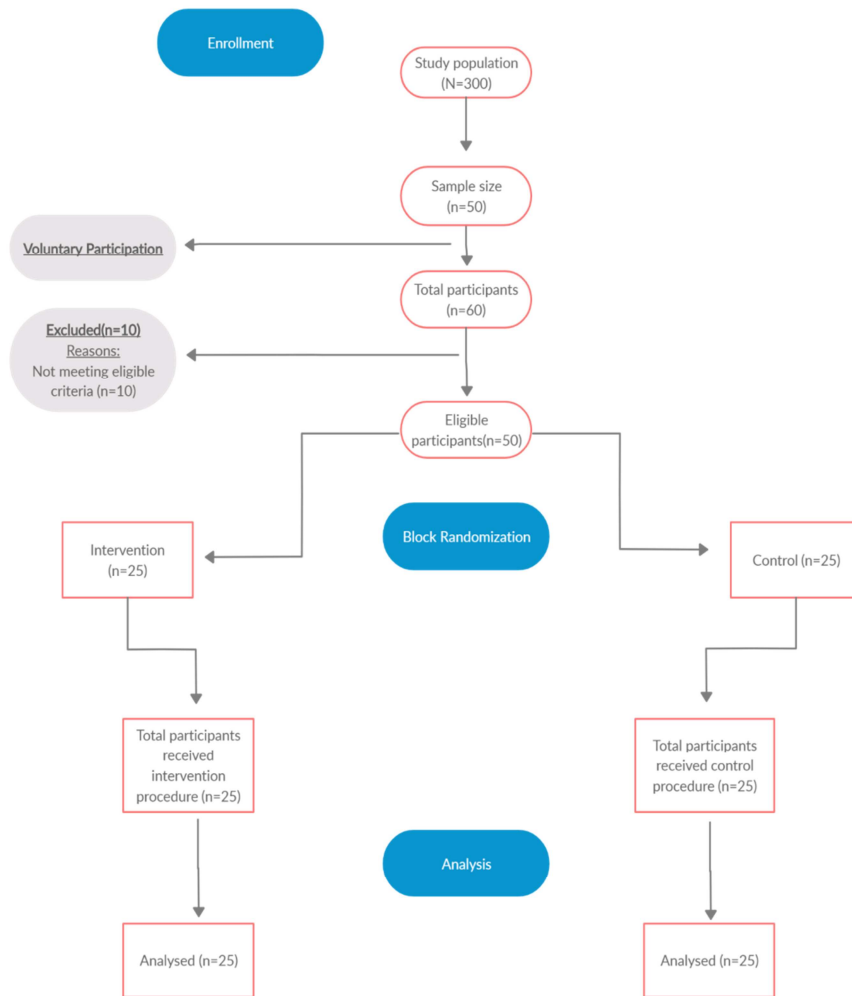 Enrollment
Study population
(N=300)
Sample size
(n=50)
Voluntary Participation
Total participants
(n=60)
Excluded(n=10)
Reasons:
Not meeting eligible
criteria (n=10)
Eligible
participants(n=50)
Block Randomization
Intervention
(n=25)
Control (n=25)
Total participants
received
intervention
procedure (n=25)
Total participants
received control
procedure (n=25)
Analysis
Analysed (n=25)
Analysed (n=25)